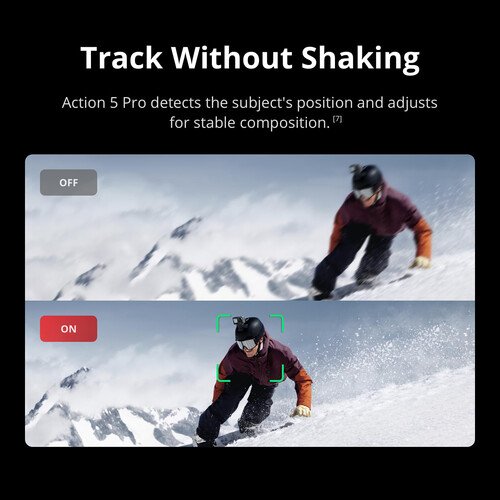 Track Without Shaking
Action 5 Pro detects the subject's position and adjusts
for stable composition. [7]
OFF
ON